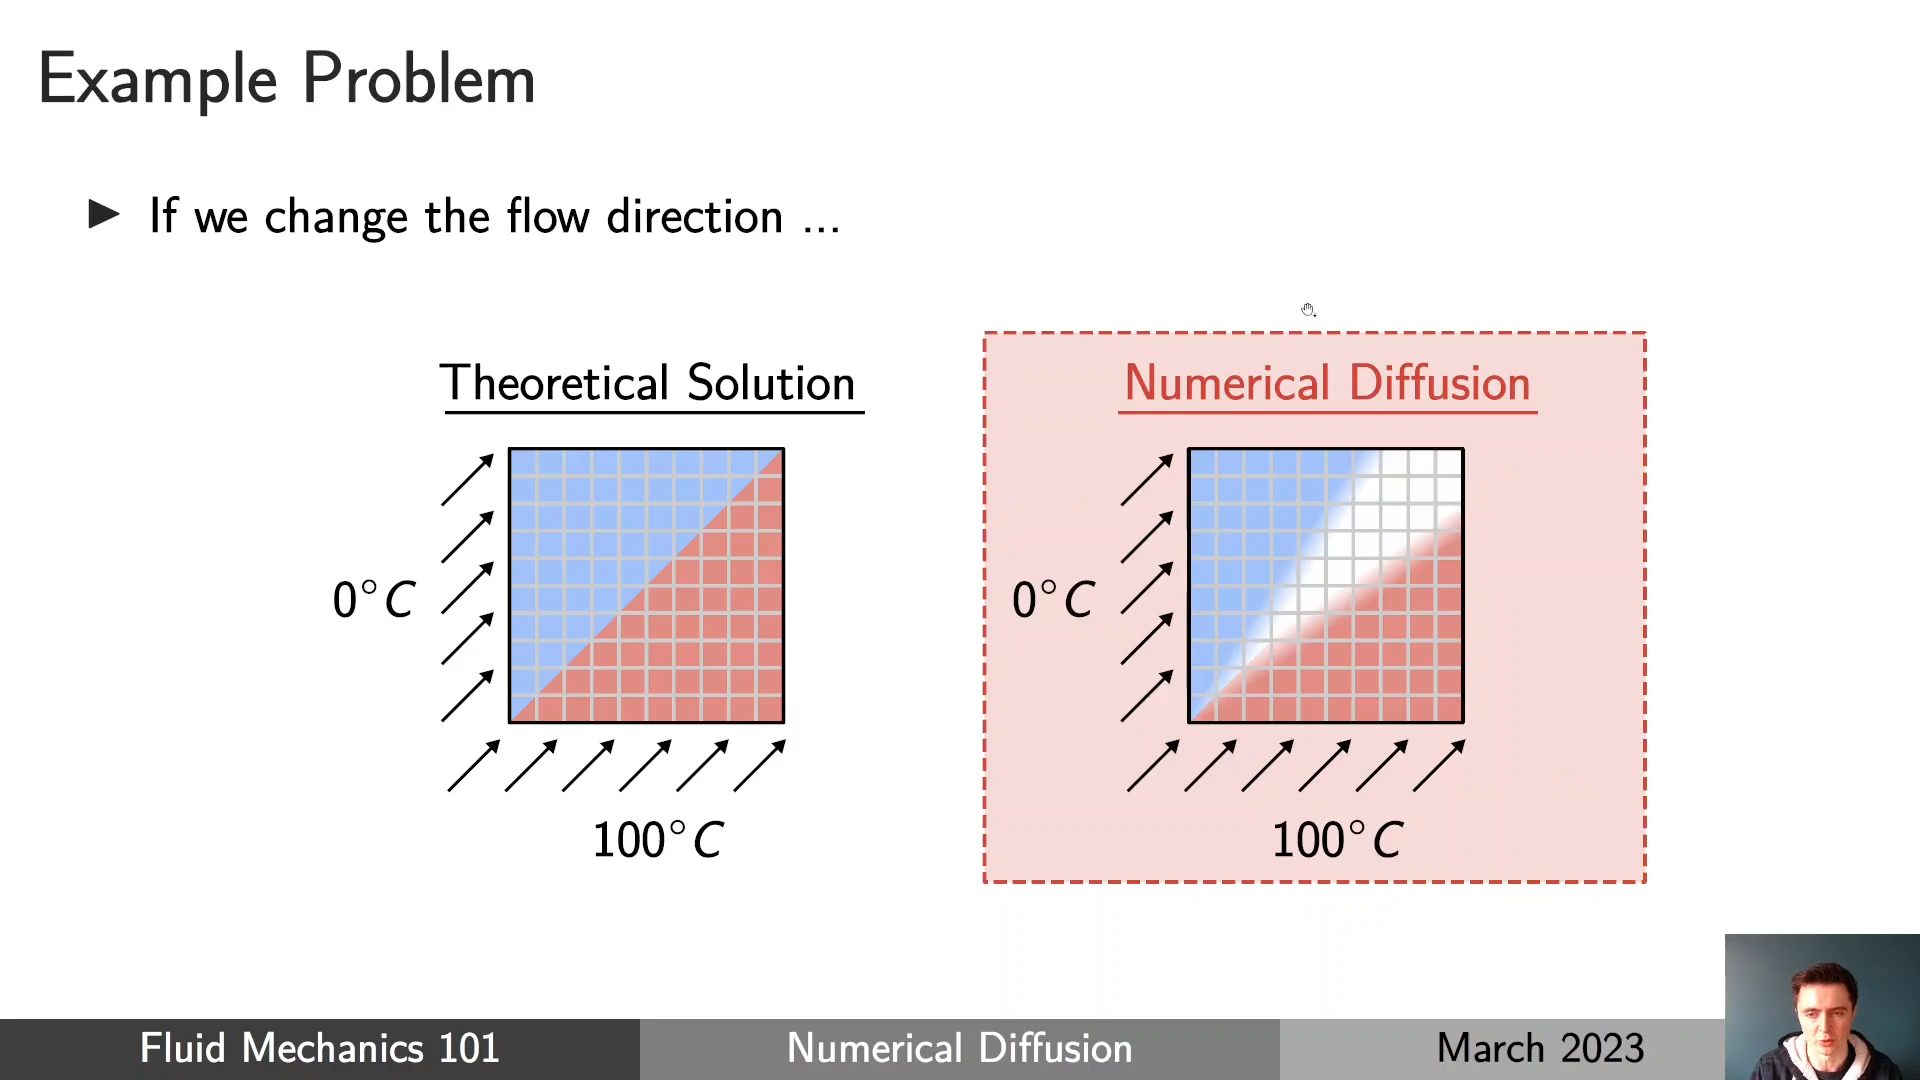 Example Problem
► If we change the flow direction ...
Theoretical Solution
Numerical Diffusion
0°C
0°C
100°C
100°C
Fluid Mechanics 101
Numerical Diffusion
March 2023